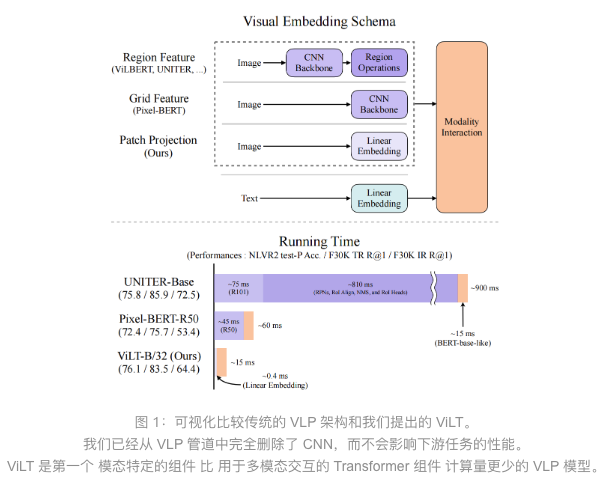 Visual Embedding Schema
Region Feature
(ViLBERT, UNITER, ...)
Image
CNN
Backbone
Region
Operations
Grid Feature
(Pixel-BERT)
Image
CNN
Backbone
Patch Projection
(Ours)
Image
Linear
Embedding
Text
Linear
Embedding
Modality
Interaction
Running Time
(Performances : NLVR2 test-P Acc. / F30K TR R@1 / F30K IR R@1)
UNITER-Base
(75.8 / 85.9 / 72.5)
~75 ms
(R101)
~810 ms
(RPNs, RoI Align, NMS, and RoI Heads)
~900 ms
~15 ms
(BERT-base-like)
Pixel-BERT-R50
(72.4 / 75.7 / 53.4)
~45 ms
(R50)
~60 ms
ViLT-B/32 (Ours)
(76.1 / 83.5 / 64.4)
~15 ms
~0.4 ms
(Linear Embedding)
图 1：可视化比较传统的 VLP 架构和我们提出的 ViLT。
我们已经从 VLP 管道中完全删除了 CNN，而不会影响下游任务的性能。
ViLT 是第一个 模态特定的组件 比 用于多模态交互的 Transformer 组件 计算量更少的 VLP 模型。